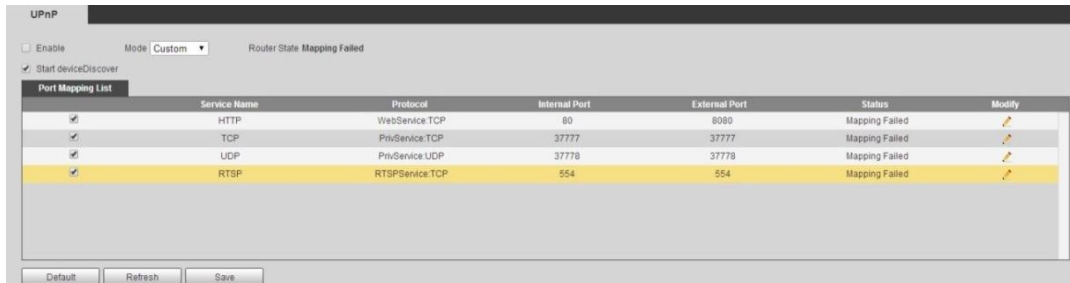 UPnP
Enable Mode Custom Router State Mapping Failed
Start deviceDiscover
Port Mapping List
Service Name Protocol Internal Port External Port Status Modify
HTTP WebService:TCP 80 8080 Mapping Failed
TCP PrivService:TCP 37777 37777 Mapping Failed
UDP PrivService:UDP 37778 37778 Mapping Failed
RTSP RTSPService:TCP 554 554 Mapping Failed
Default Refresh Save